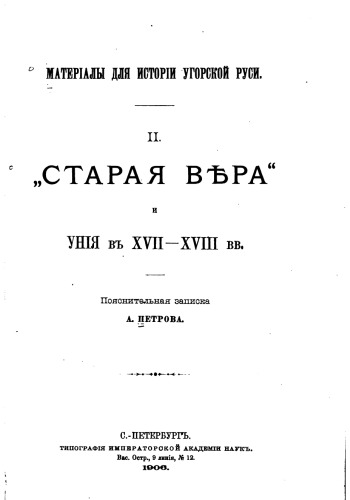 МАТЕРІАЛЫ ДЛЯ ИСТОРІИ УГОРСКОЙ РУСИ.
II.
„СТАРАЯ ВѢРА“
И
УНІЯ ВЪ XVII—XVIII ВВ.
Пояснительная записка
А. ПЕТРОВА.
С.-ПЕТЕРБУРГЪ.
ТИПОГРАФІЯ ИМПЕРАТОРСКОЙ АКАДЕМІИ НАУКЪ.
Вас. Остр., 9 линія, № 12.
1906.